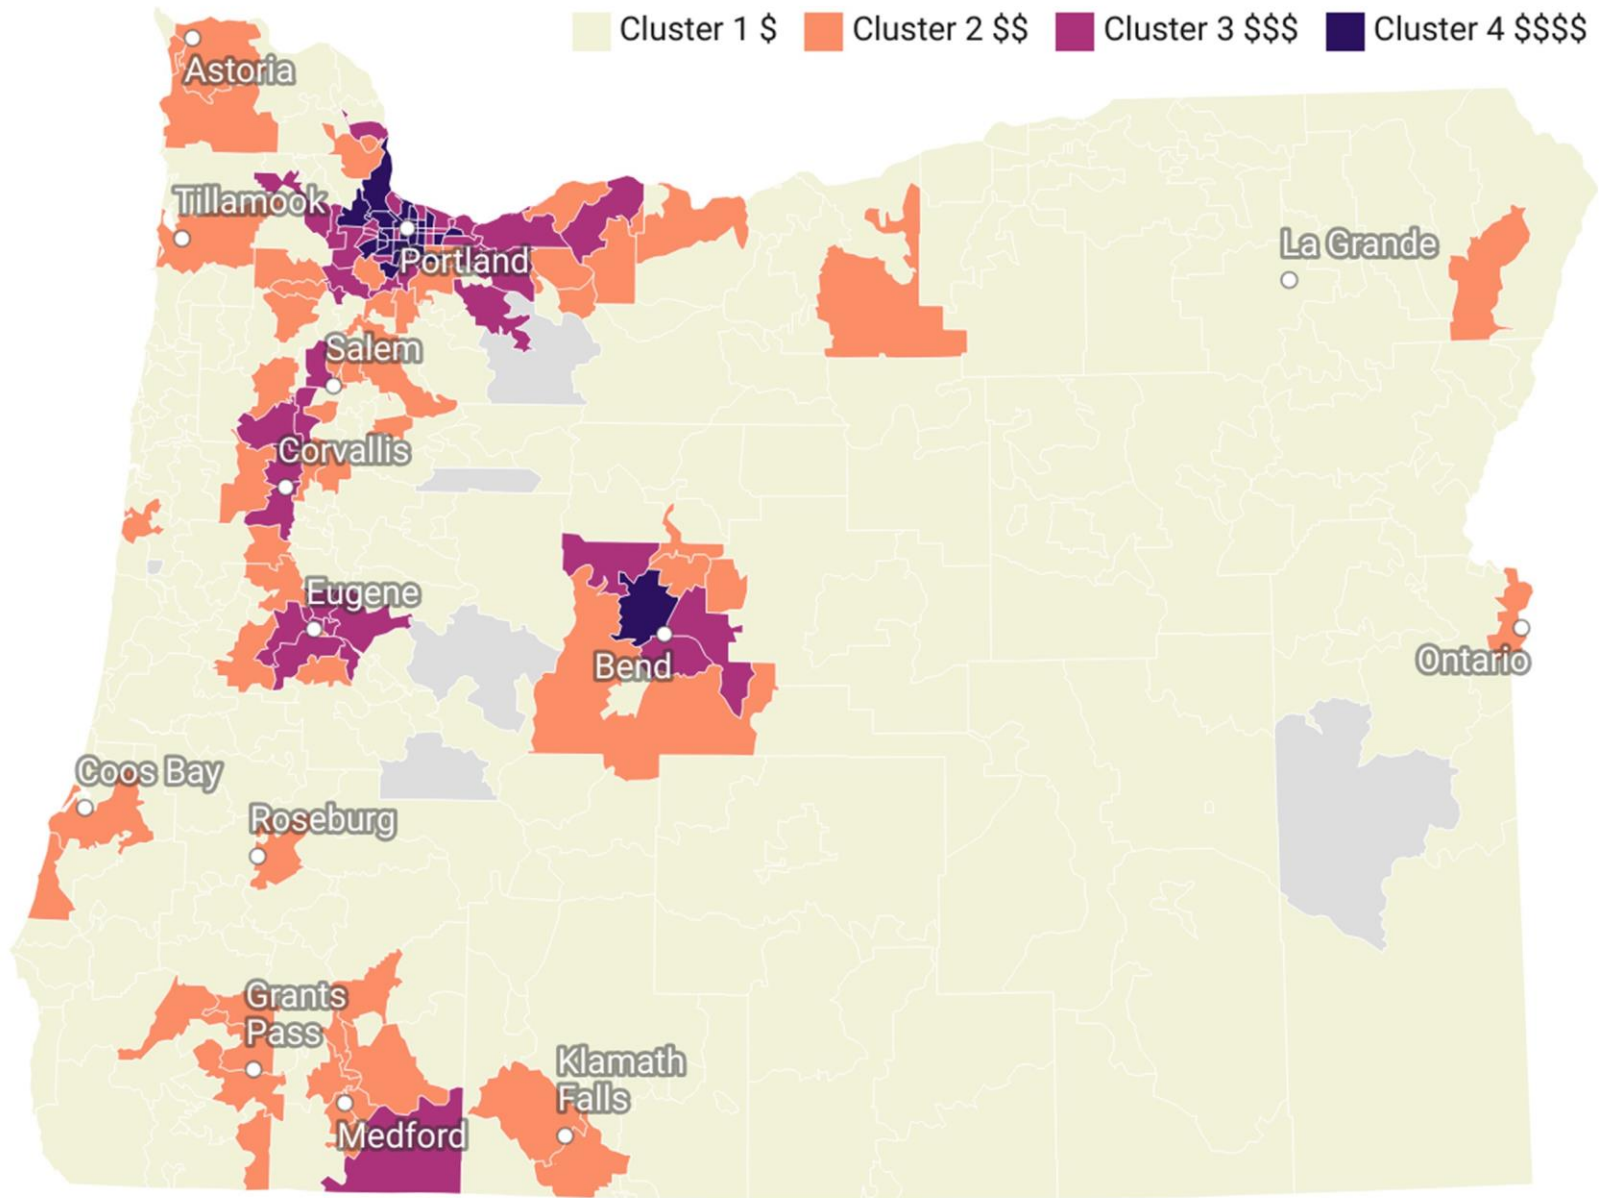 Cluster 1 $ Cluster 2 $$ Cluster 3 $$$ Cluster 4 $$$$
Astoria
Tillamook
Portland
La Grande
Salem
Corvallis
Eugene
Bend
Ontario
Coos Bay
Roseburg
Grants
Pass
Klamath
Falls
Medford